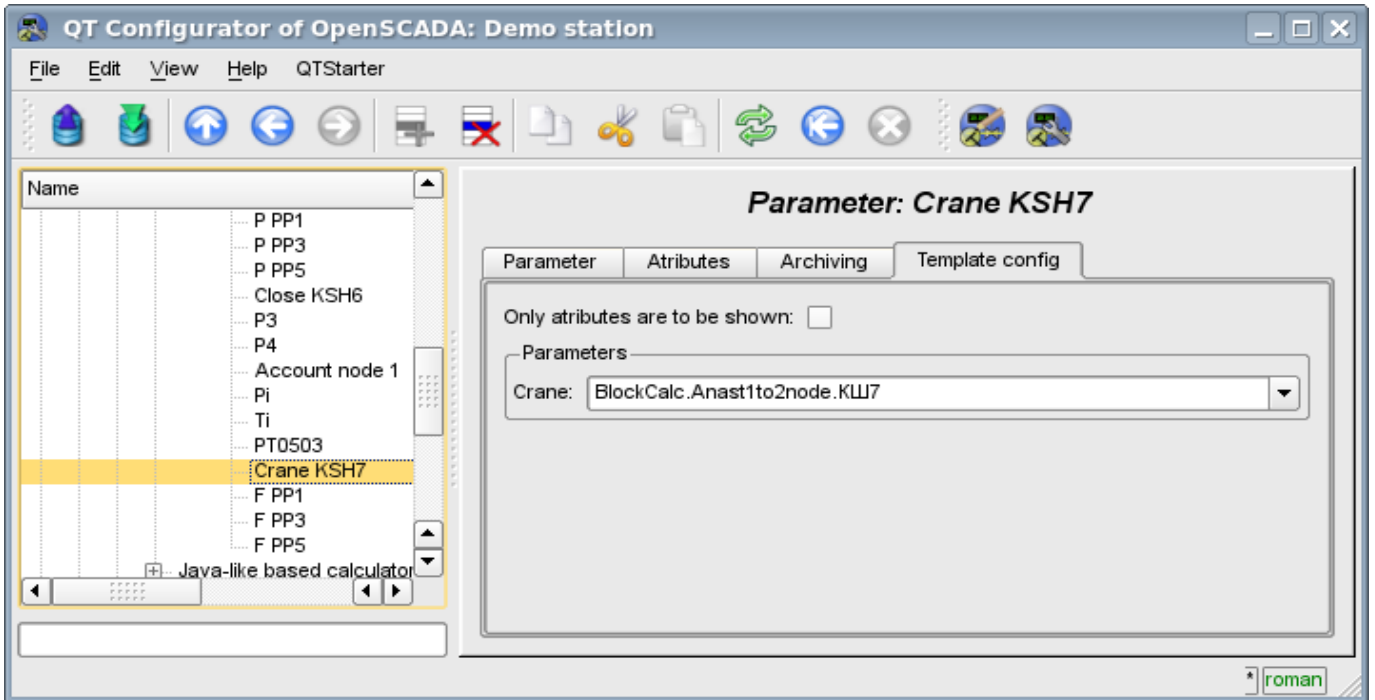 QT Configurator of OpenSCADA: Demo station
File Edit View Help QTStarter
Name
P PP1
P PP3
P PP5
Close KSH6
P3
P4
Account node 1
Pi
Ti
PT0503
Crane KSH7
F PP1
F PP3
F PP5
Java-like based calculator
Parameter: Crane KSH7
Parameter Atributes Archiving Template config
Only atributes are to be shown:
Parameters
Crane: BlockCalc.Anast1to2node.КШ7
* roman